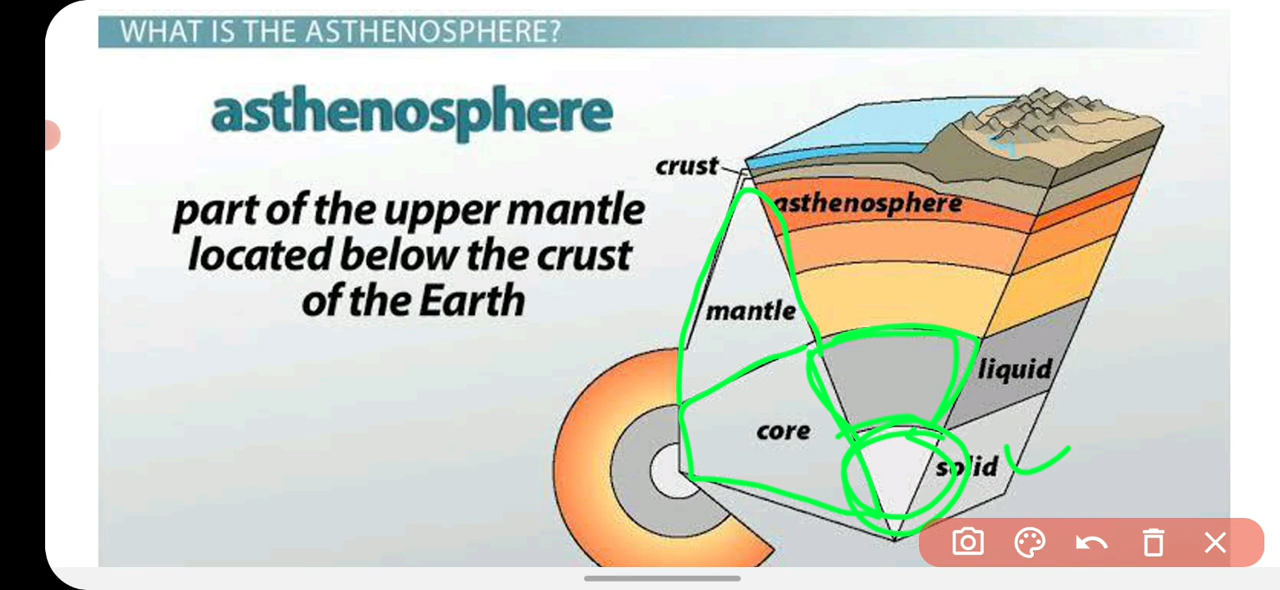 WHAT IS THE ASTHENOSPHERE?
asthenosphere
part of the upper mantle
located below the crust
of the Earth
crust
asthenosphere
mantle
liquid
core
solid